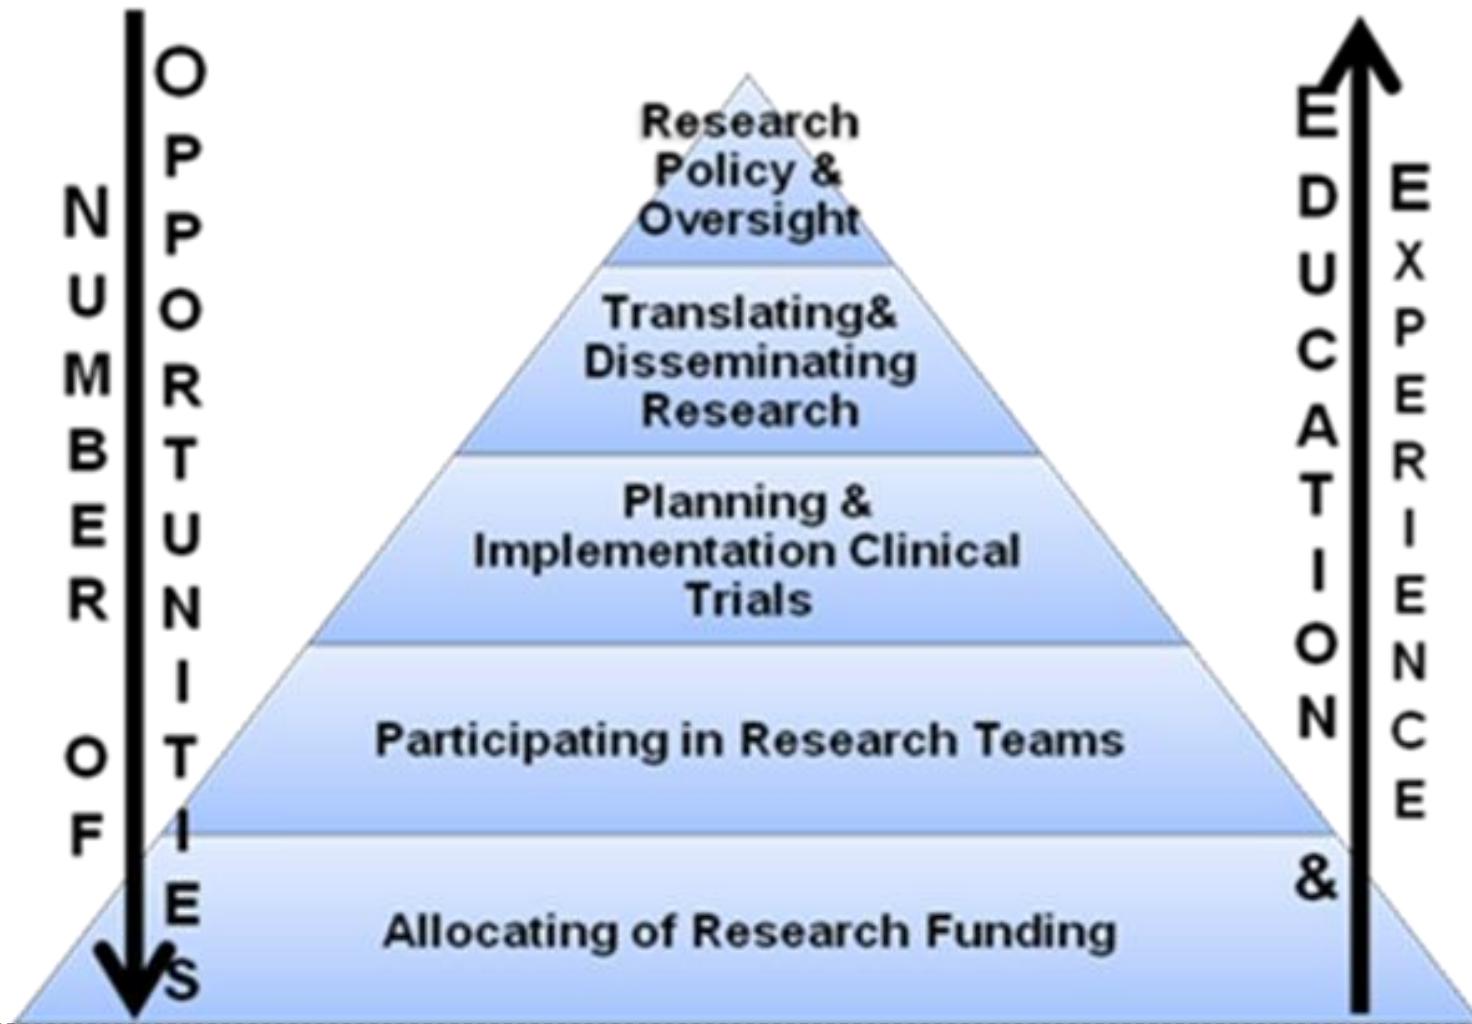 NUMBER OF
OPPORTUNITIES
Research
Policy &
Oversight
Translating&
Disseminating
Research
Planning &
Implementation Clinical
Trials
Participating in Research Teams
Allocating of Research Funding
EDUCATION &
EXPERIENCE